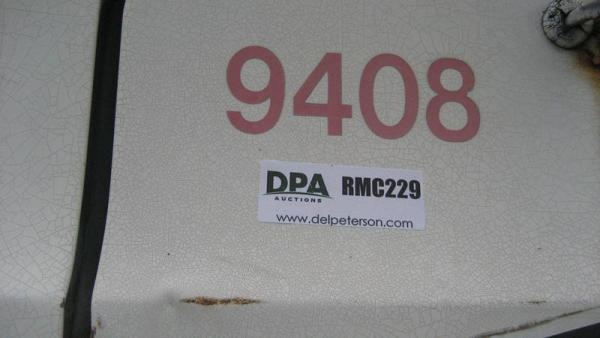 9408
DPA RMC229
AUCTIONS
www.delpeterson.com